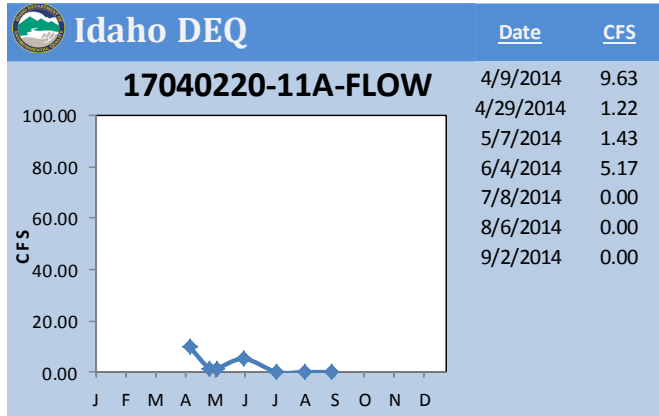 Idaho DEQ
Date CFS
17040220-11A-FLOW
4/9/2014 9.63
4/29/2014 1.22
5/7/2014 1.43
6/4/2014 5.17
7/8/2014 0.00
8/6/2014 0.00
9/2/2014 0.00
100.00
80.00
60.00
40.00
20.00
0.00
CFS
J F M A M J J A S O N D